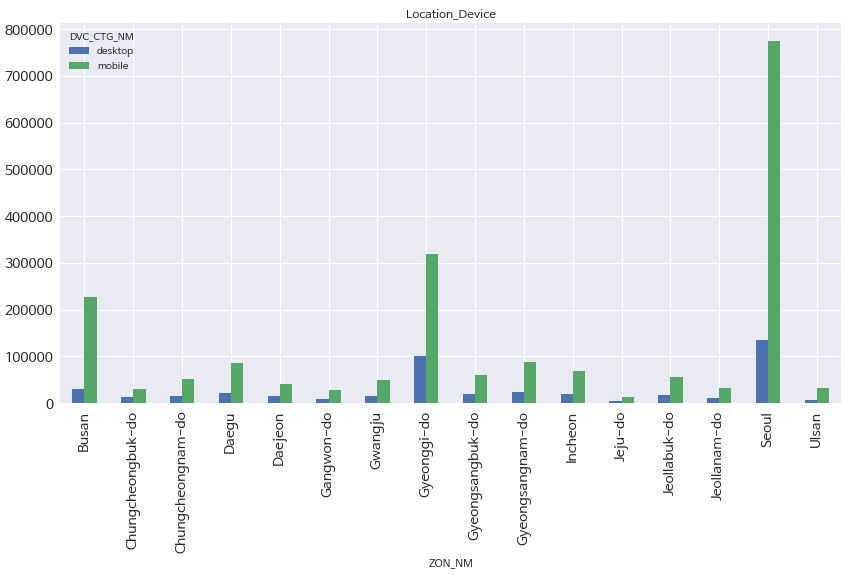 Location_Device
DVC_CTG_NM
desktop
mobile
800000
700000
600000
500000
400000
300000
200000
100000
0
Busan
Chungcheongbuk-do
Chungcheongnam-do
Daegu
Daejeon
Gangwon-do
Gwangju
Gyeonggi-do
Gyeongsangbuk-do
Gyeongsangnam-do
Incheon
Jeju-do
Jeollabuk-do
Jeollanam-do
Seoul
Ulsan
ZON_NM